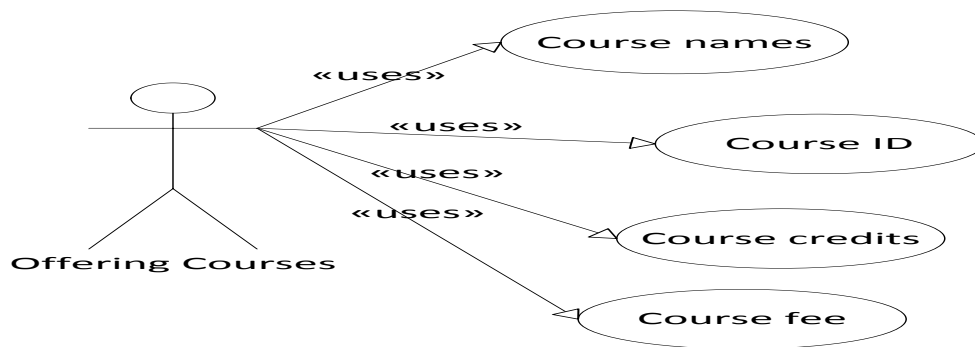 Course names
«uses»
«uses»
Course ID
«uses»
«uses»
Course credits
Offering Courses
Course fee